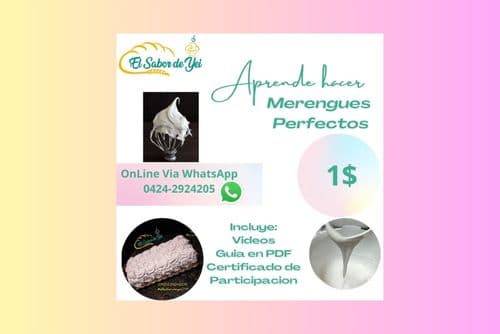 El Sabor de Yei
Aprende hacer
Merengues
Perfectos
OnLine Via WhatsApp
0424-2924205
1$
Incluye:
Videos
Guia en PDF
Certificado de
Participacion